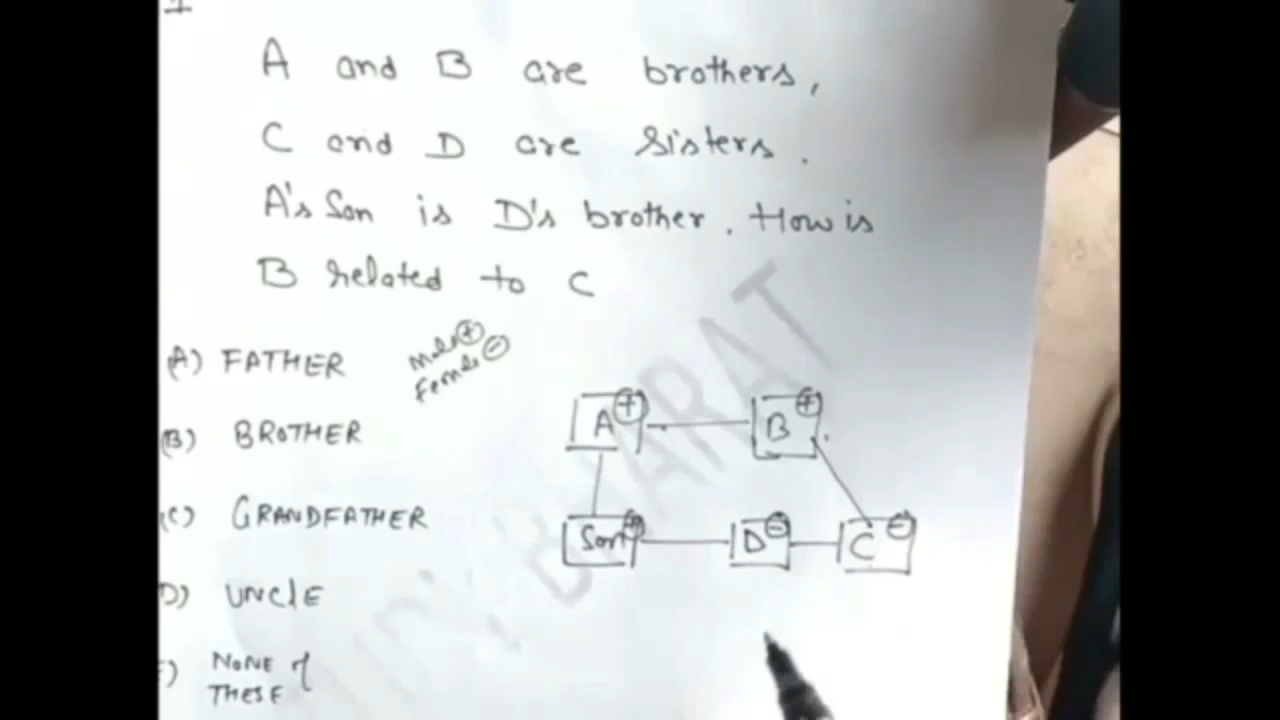 A and B are brothers,
C and D are Sisters.
A's Son is D's brother. How is
B related to C
(A) FATHER
Male +
Female -
(B) BROTHER
(C) GRANDFATHER
D) UNCLE
) NONE of
THESE
A +
B +
Son +
D -
C -
BHARAT